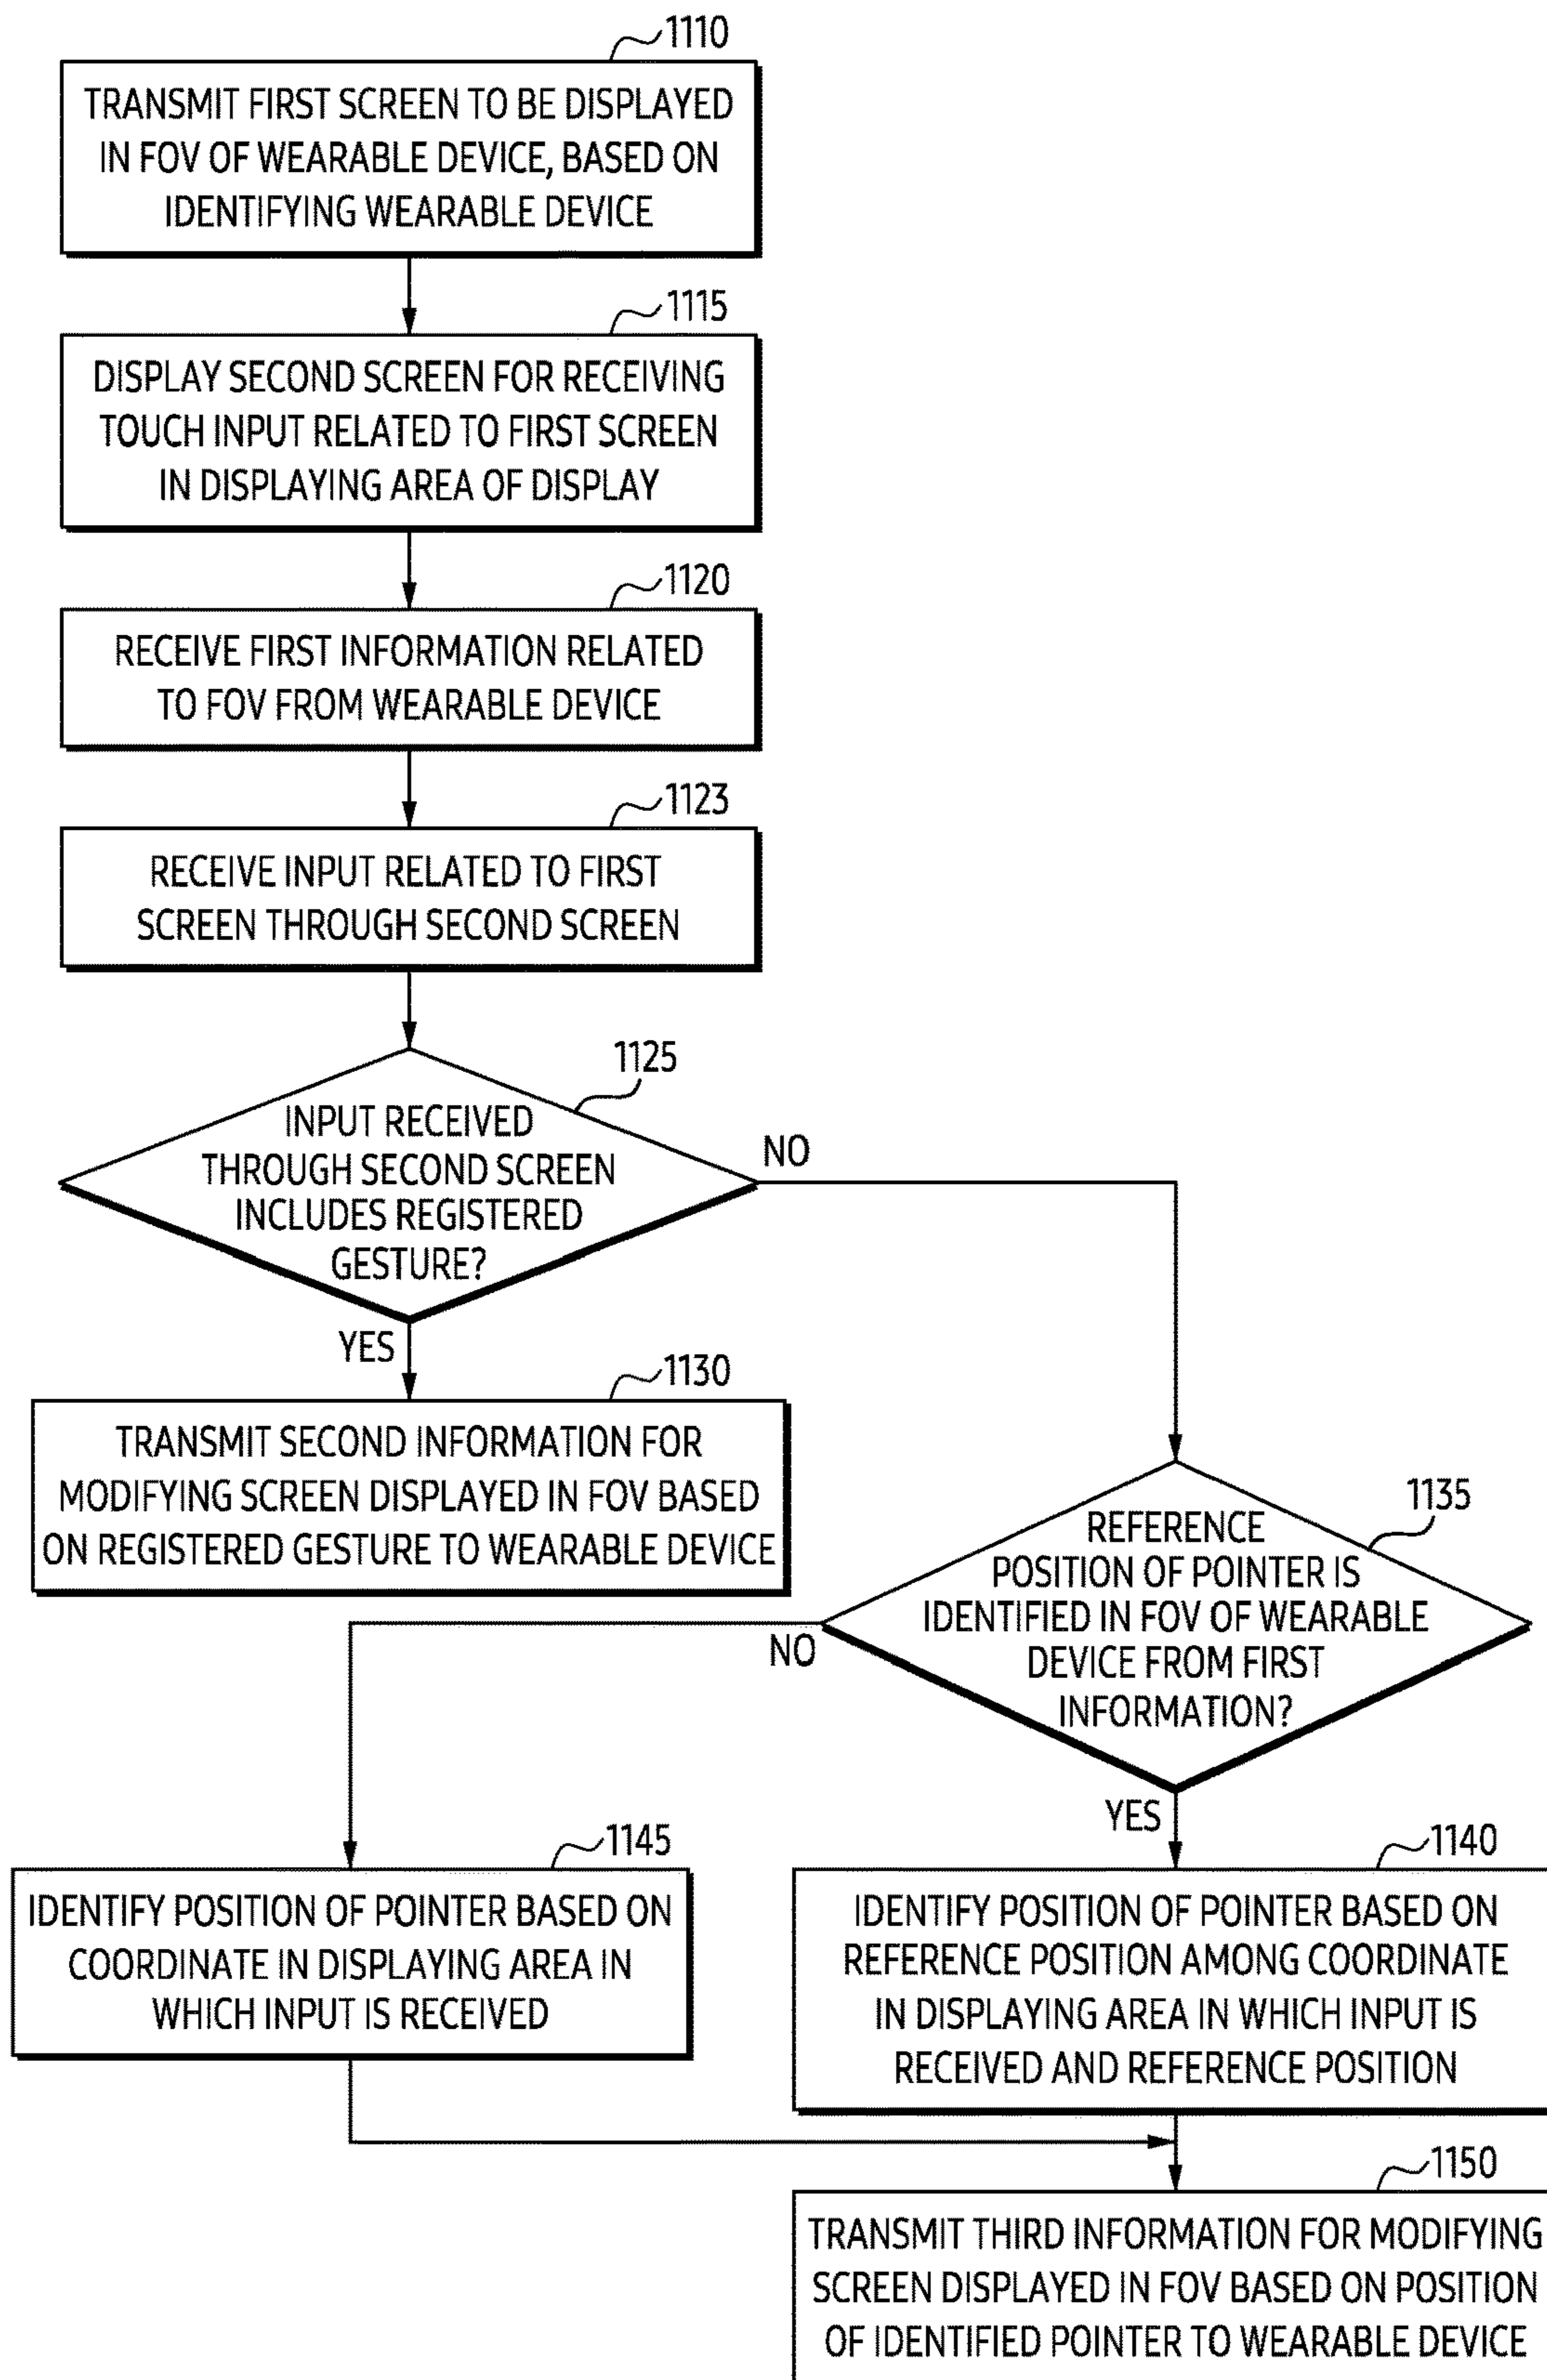 1110
TRANSMIT FIRST SCREEN TO BE DISPLAYED
IN FOV OF WEARABLE DEVICE, BASED ON
IDENTIFYING WEARABLE DEVICE
1115
DISPLAY SECOND SCREEN FOR RECEIVING
TOUCH INPUT RELATED TO FIRST SCREEN
IN DISPLAYING AREA OF DISPLAY
1120
RECEIVE FIRST INFORMATION RELATED
TO FOV FROM WEARABLE DEVICE
1123
RECEIVE INPUT RELATED TO FIRST
SCREEN THROUGH SECOND SCREEN
1125
INPUT RECEIVED
THROUGH SECOND SCREEN
INCLUDES REGISTERED
GESTURE?
NO
YES
1130
TRANSMIT SECOND INFORMATION FOR
MODIFYING SCREEN DISPLAYED IN FOV BASED
ON REGISTERED GESTURE TO WEARABLE DEVICE
1135
REFERENCE
POSITION OF POINTER IS
IDENTIFIED IN FOV OF WEARABLE
DEVICE FROM FIRST
INFORMATION?
NO
YES
1145
IDENTIFY POSITION OF POINTER BASED ON
COORDINATE IN DISPLAYING AREA IN
WHICH INPUT IS RECEIVED
1140
IDENTIFY POSITION OF POINTER BASED ON
REFERENCE POSITION AMONG COORDINATE
IN DISPLAYING AREA IN WHICH INPUT IS
RECEIVED AND REFERENCE POSITION
1150
TRANSMIT THIRD INFORMATION FOR MODIFYING
SCREEN DISPLAYED IN FOV BASED ON POSITION
OF IDENTIFIED POINTER TO WEARABLE DEVICE